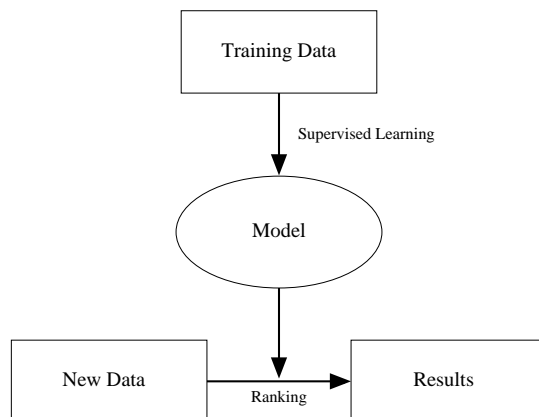 Training Data
Supervised Learning
Model
New Data
Ranking
Results